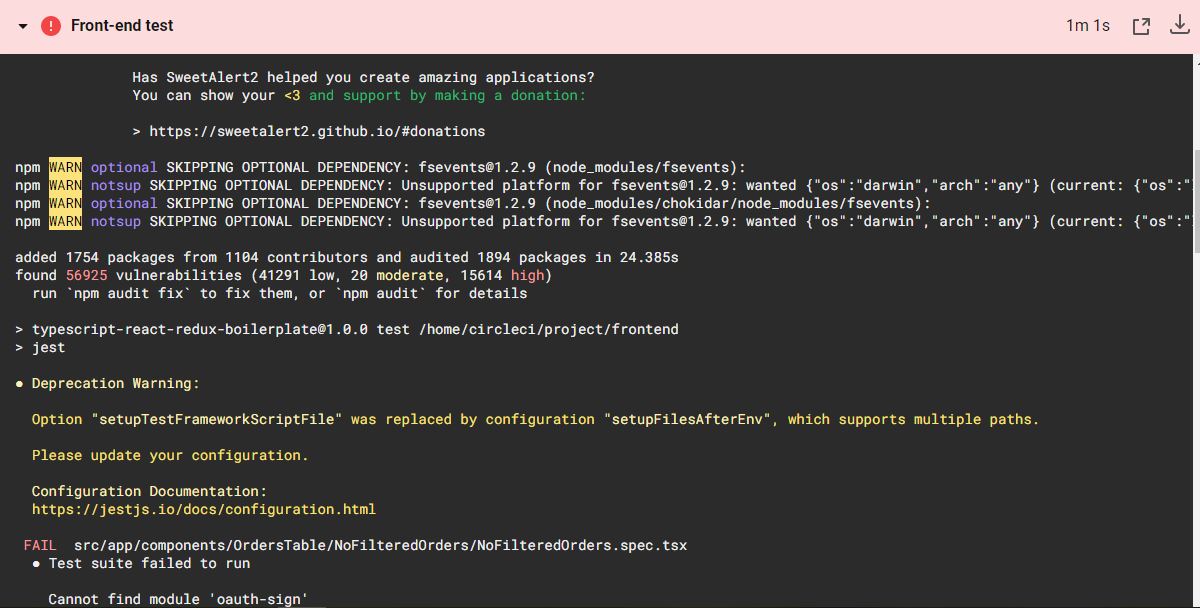 Front-end test
1m 1s
Has SweetAlert2 helped you create amazing applications?
You can show your <3 and support by making a donation:
> https://sweetalert2.github.io/#donations
npm WARN optional SKIPPING OPTIONAL DEPENDENCY: fsevents@1.2.9 (node_modules/fsevents):
npm WARN notsup SKIPPING OPTIONAL DEPENDENCY: Unsupported platform for fsevents@1.2.9: wanted {"os":"darwin","arch":"any"} (current: {"os":"
npm WARN optional SKIPPING OPTIONAL DEPENDENCY: fsevents@1.2.9 (node_modules/chokidar/node_modules/fsevents):
npm WARN notsup SKIPPING OPTIONAL DEPENDENCY: Unsupported platform for fsevents@1.2.9: wanted {"os":"darwin","arch":"any"} (current: {"os":"
added 1754 packages from 1104 contributors and audited 1894 packages in 24.385s
found 56925 vulnerabilities (41291 low, 20 moderate, 15614 high)
run `npm audit fix` to fix them, or `npm audit` for details
> typescript-react-redux-boilerplate@1.0.0 test /home/circleci/project/frontend
> jest
● Deprecation Warning:
Option "setupTestFrameworkScriptFile" was replaced by configuration "setupFilesAfterEnv", which supports multiple paths.
Please update your configuration.
Configuration Documentation:
https://jestjs.io/docs/configuration.html
FAIL src/app/components/OrdersTable/NoFilteredOrders/NoFilteredOrders.spec.tsx
● Test suite failed to run
Cannot find module 'oauth-sign'